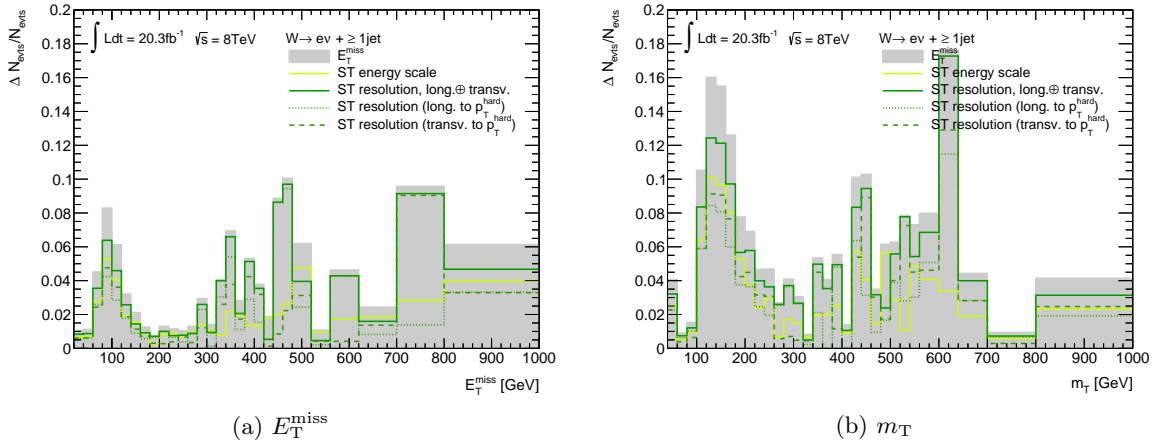 Δ N_evts/N_evts
0.2
0.18
0.16
0.14
0.12
0.1
0.08
0.06
0.04
0.02
0
∫ Ldt = 20.3fb⁻¹ √s = 8TeV
W→ eν + ≥ 1jet
E_T^miss
ST energy scale
ST resolution, long.⊕ transv.
ST resolution (long. to p_T^hard)
ST resolution (transv. to p_T^hard)
100 200 300 400 500 600 700 800 900 1000
E_T^miss [GeV]
(a) E_T^miss
Δ N_evts/N_evts
0.2
0.18
0.16
0.14
0.12
0.1
0.08
0.06
0.04
0.02
0
∫ Ldt = 20.3fb⁻¹ √s = 8TeV
W→ eν + ≥ 1jet
E_T^miss
ST energy scale
ST resolution, long.⊕ transv.
ST resolution (long. to p_T^hard)
ST resolution (transv. to p_T^hard)
100 200 300 400 500 600 700 800 900 1000
m_T [GeV]
(b) m_T